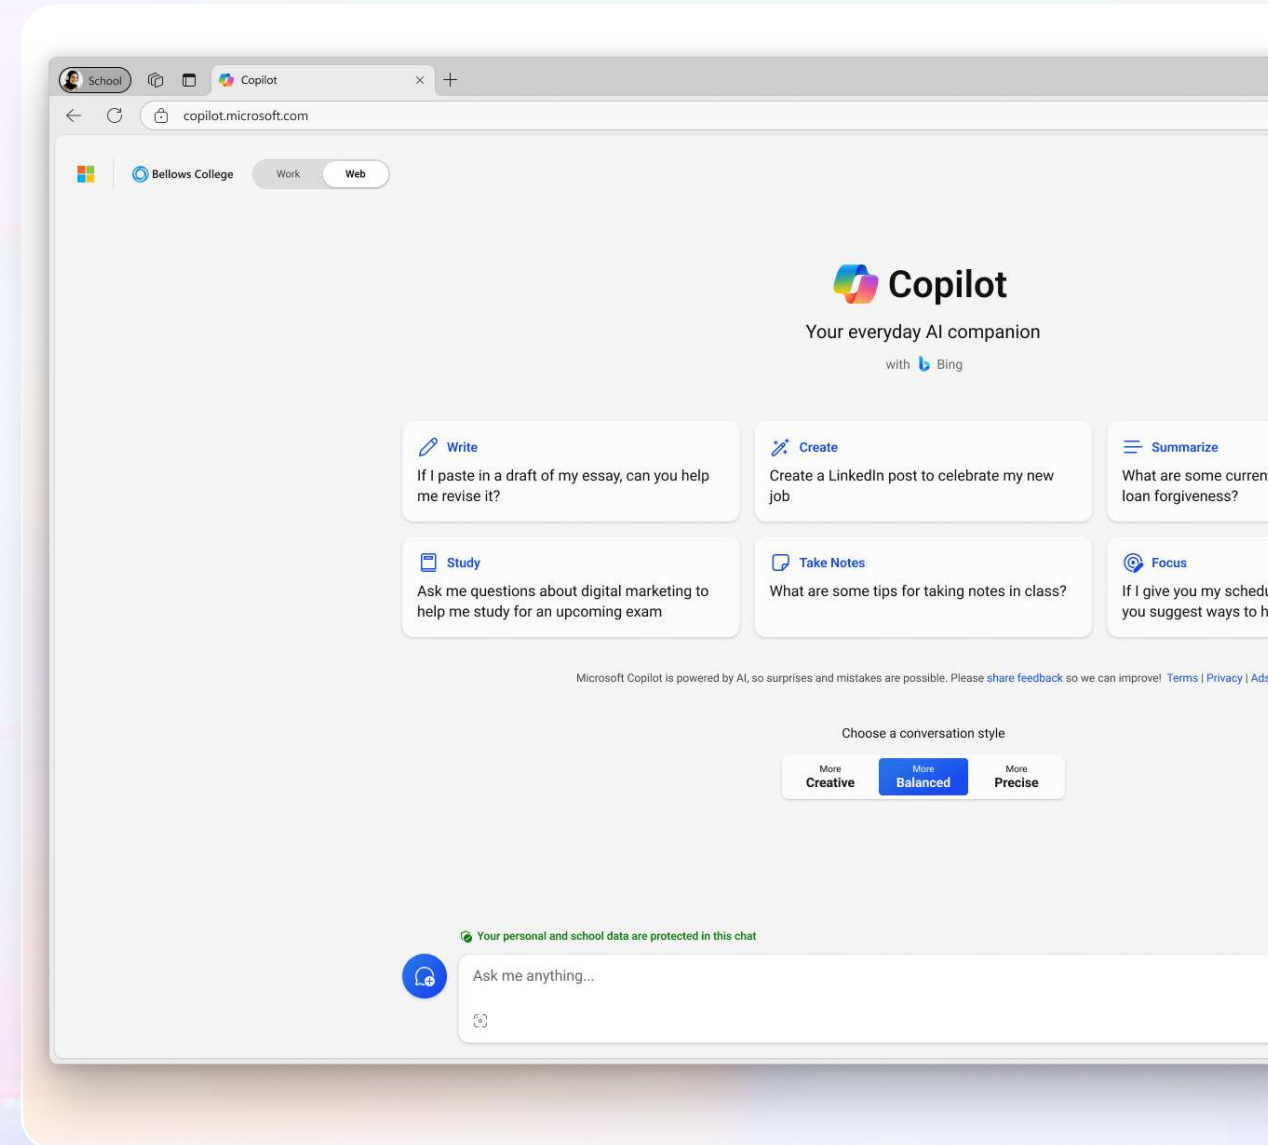 School
Copilot
copilot.microsoft.com
Bellows College
Work
Web
Copilot
Your everyday AI companion
with Bing
Write
If I paste in a draft of my essay, can you help
me revise it?
Create
Create a LinkedIn post to celebrate my new
job
Summarize
What are some curren
loan forgiveness?
Study
Ask me questions about digital marketing to
help me study for an upcoming exam
Take Notes
What are some tips for taking notes in class?
Focus
If I give you my schedu
you suggest ways to h
Microsoft Copilot is powered by AI, so surprises and mistakes are possible. Please share feedback so we can improve! Terms | Privacy | Ads
Choose a conversation style
More
Creative
More
Balanced
More
Precise
Your personal and school data are protected in this chat
Ask me anything...